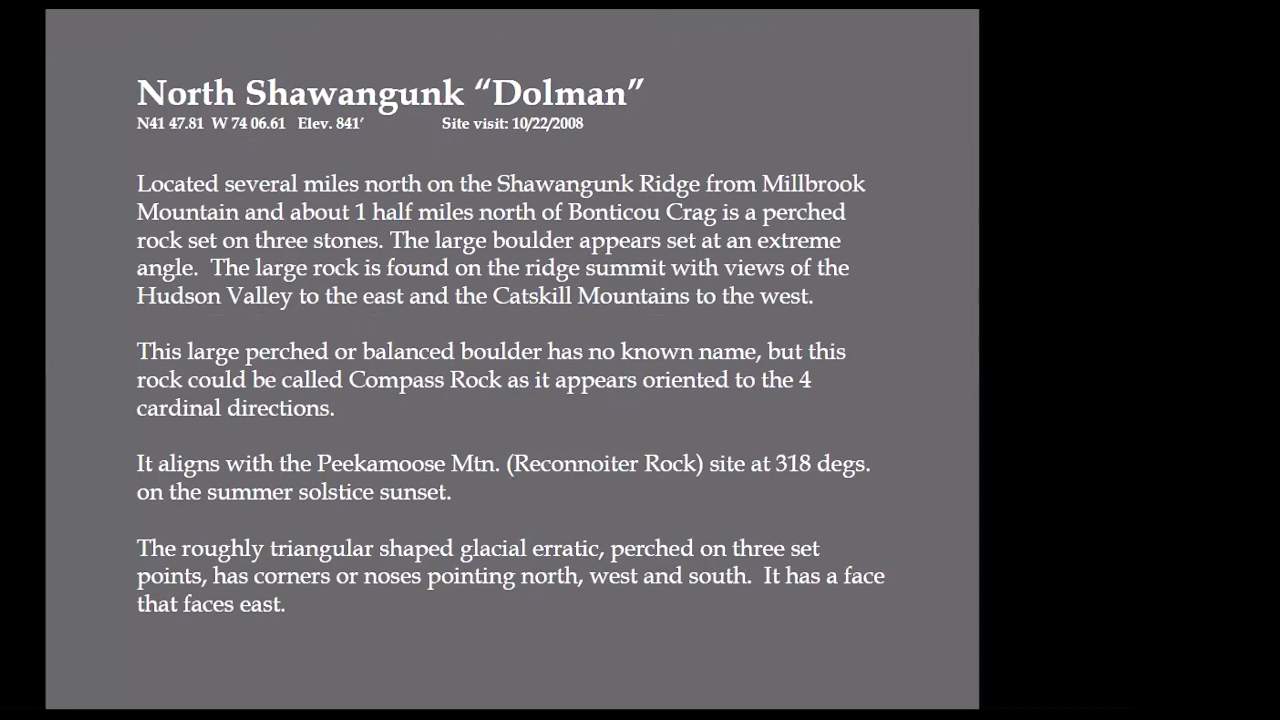 North Shawangunk “Dolman”
N41 47.81 W 74 06.61 Elev. 841′ Site visit: 10/22/2008
Located several miles north on the Shawangunk Ridge from Millbrook
Mountain and about 1 half miles north of Bonticou Crag is a perched
rock set on three stones. The large boulder appears set at an extreme
angle. The large rock is found on the ridge summit with views of the
Hudson Valley to the east and the Catskill Mountains to the west.
This large perched or balanced boulder has no known name, but this
rock could be called Compass Rock as it appears oriented to the 4
cardinal directions.
It aligns with the Peekamoose Mtn. (Reconnoiter Rock) site at 318 degs.
on the summer solstice sunset.
The roughly triangular shaped glacial erratic, perched on three set
points, has corners or noses pointing north, west and south. It has a face
that faces east.